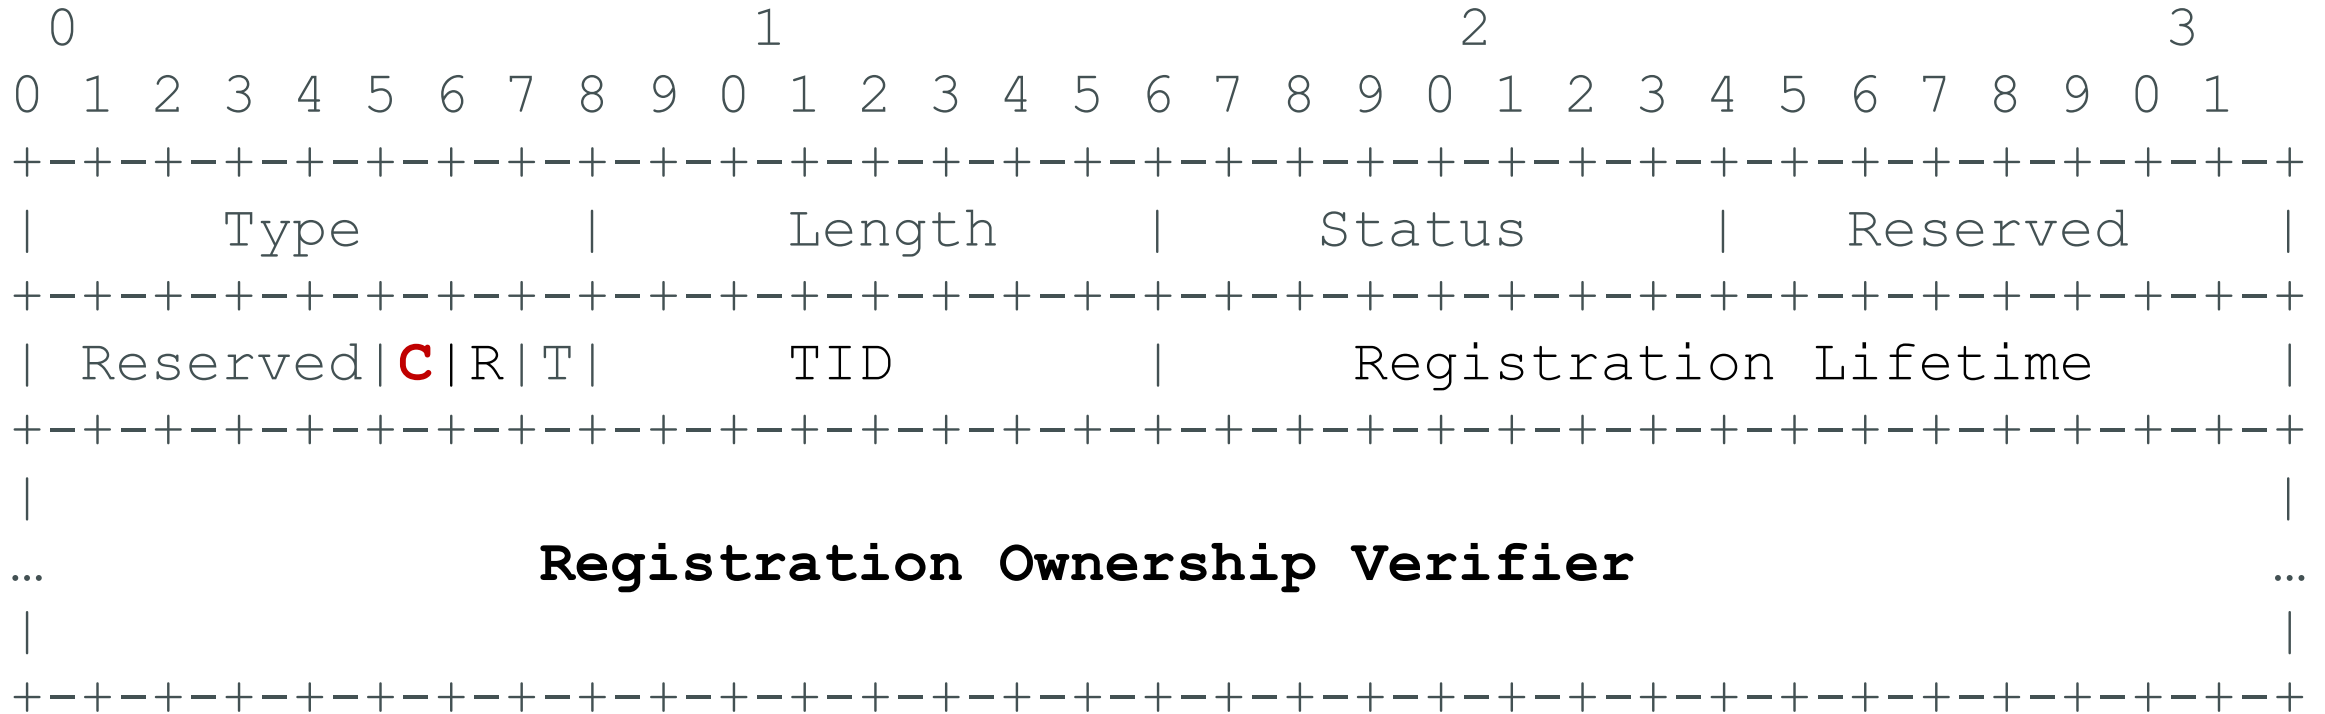 0                   1                   2                   3
0 1 2 3 4 5 6 7 8 9 0 1 2 3 4 5 6 7 8 9 0 1 2 3 4 5 6 7 8 9 0 1
+-+-+-+-+-+-+-+-+-+-+-+-+-+-+-+-+-+-+-+-+-+-+-+-+-+-+-+-+-+-+-+-+
|     Type      |     Length    |    Status     |   Reserved    |
+-+-+-+-+-+-+-+-+-+-+-+-+-+-+-+-+-+-+-+-+-+-+-+-+-+-+-+-+-+-+-+-+
| Reserved|C|R|T|     TID       |     Registration Lifetime     |
+-+-+-+-+-+-+-+-+-+-+-+-+-+-+-+-+-+-+-+-+-+-+-+-+-+-+-+-+-+-+-+-+
|                                                               |
…              Registration Ownership Verifier                  …
|                                                               |
+-+-+-+-+-+-+-+-+-+-+-+-+-+-+-+-+-+-+-+-+-+-+-+-+-+-+-+-+-+-+-+-+